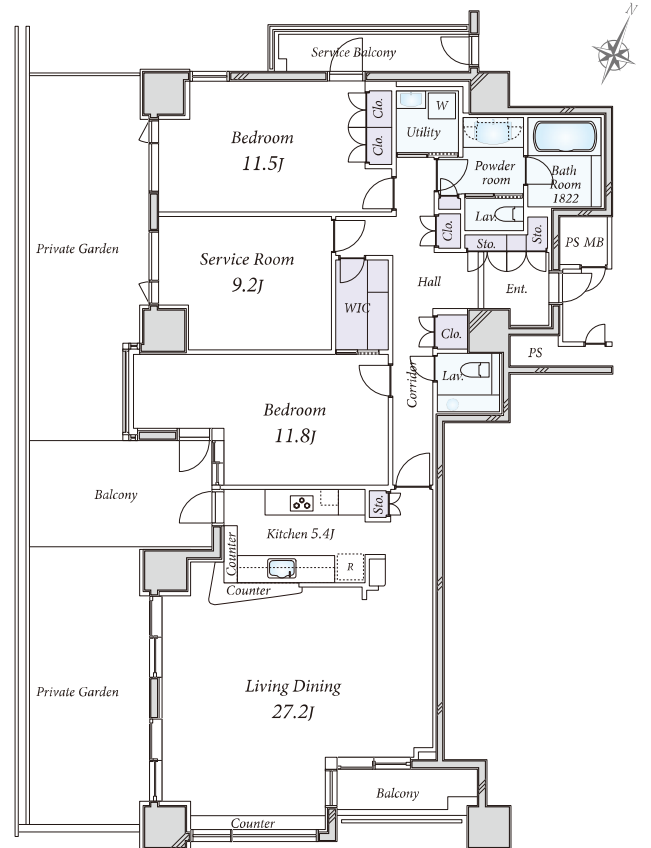 N
Service Balcony
Clo.
Clo.
W
Utility
Bedroom
11.5J
Powder
room
Bath
Room
1822
Lav.
Clo.
Sto.
Sto.
PS MB
Private Garden
Service Room
9.2J
Hall
Ent.
WIC
Clo.
PS
Lav.
Corridor
Bedroom
11.8J
Balcony
Sto.
Kitchen 5.4J
Counter
R
Counter
Private Garden
Living Dining
27.2J
Balcony
Counter